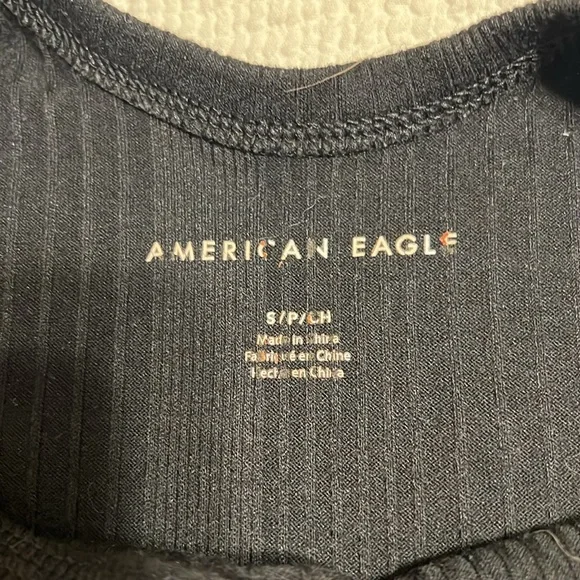 AMERICAN EAGLE
S/P/CH
Made in China
Fabriqué en Chine
Hecho en China